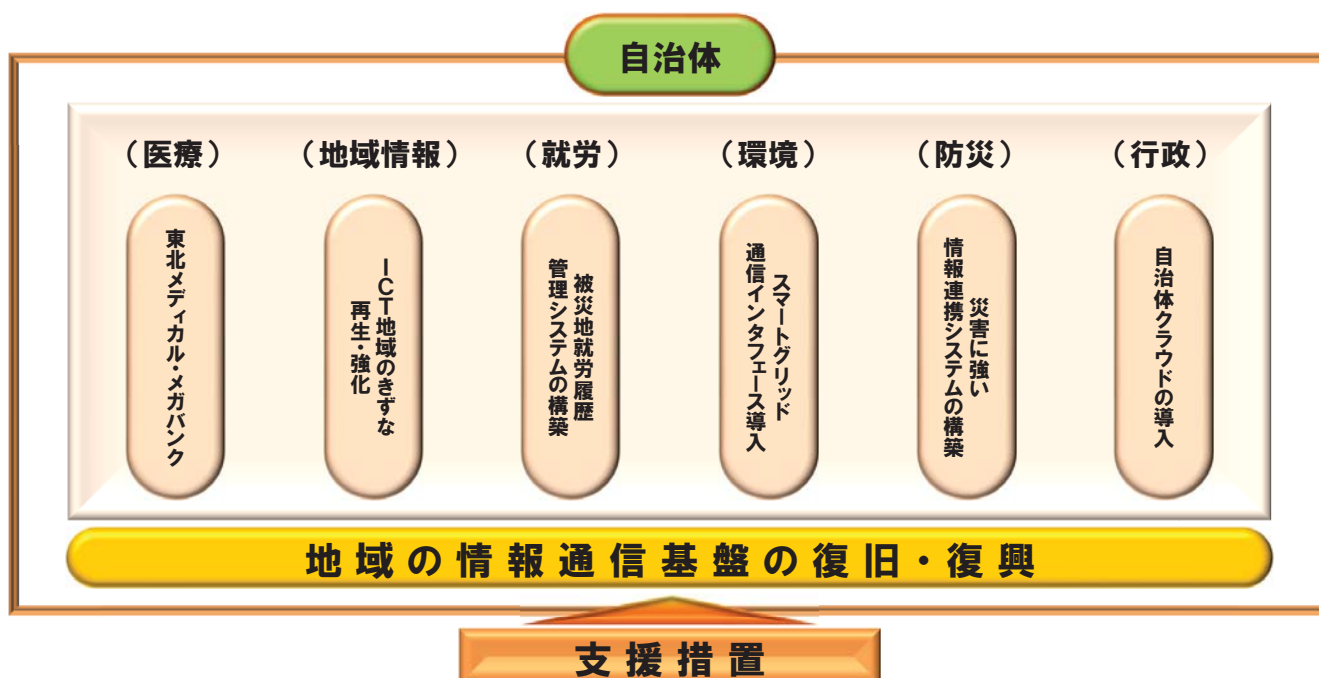 自治体
（医療）
（地域情報）
（就労）
（環境）
（防災）
（行政）
東北メディカル・メガバンク
ICT地域のきずな
再生・強化
被災地就労履歴
管理システムの構築
スマートグリッド
通信インタフェース導入
災害に強い
情報連携システムの構築
自治体クラウドの導入
地域の情報通信基盤の復旧・復興
支援措置